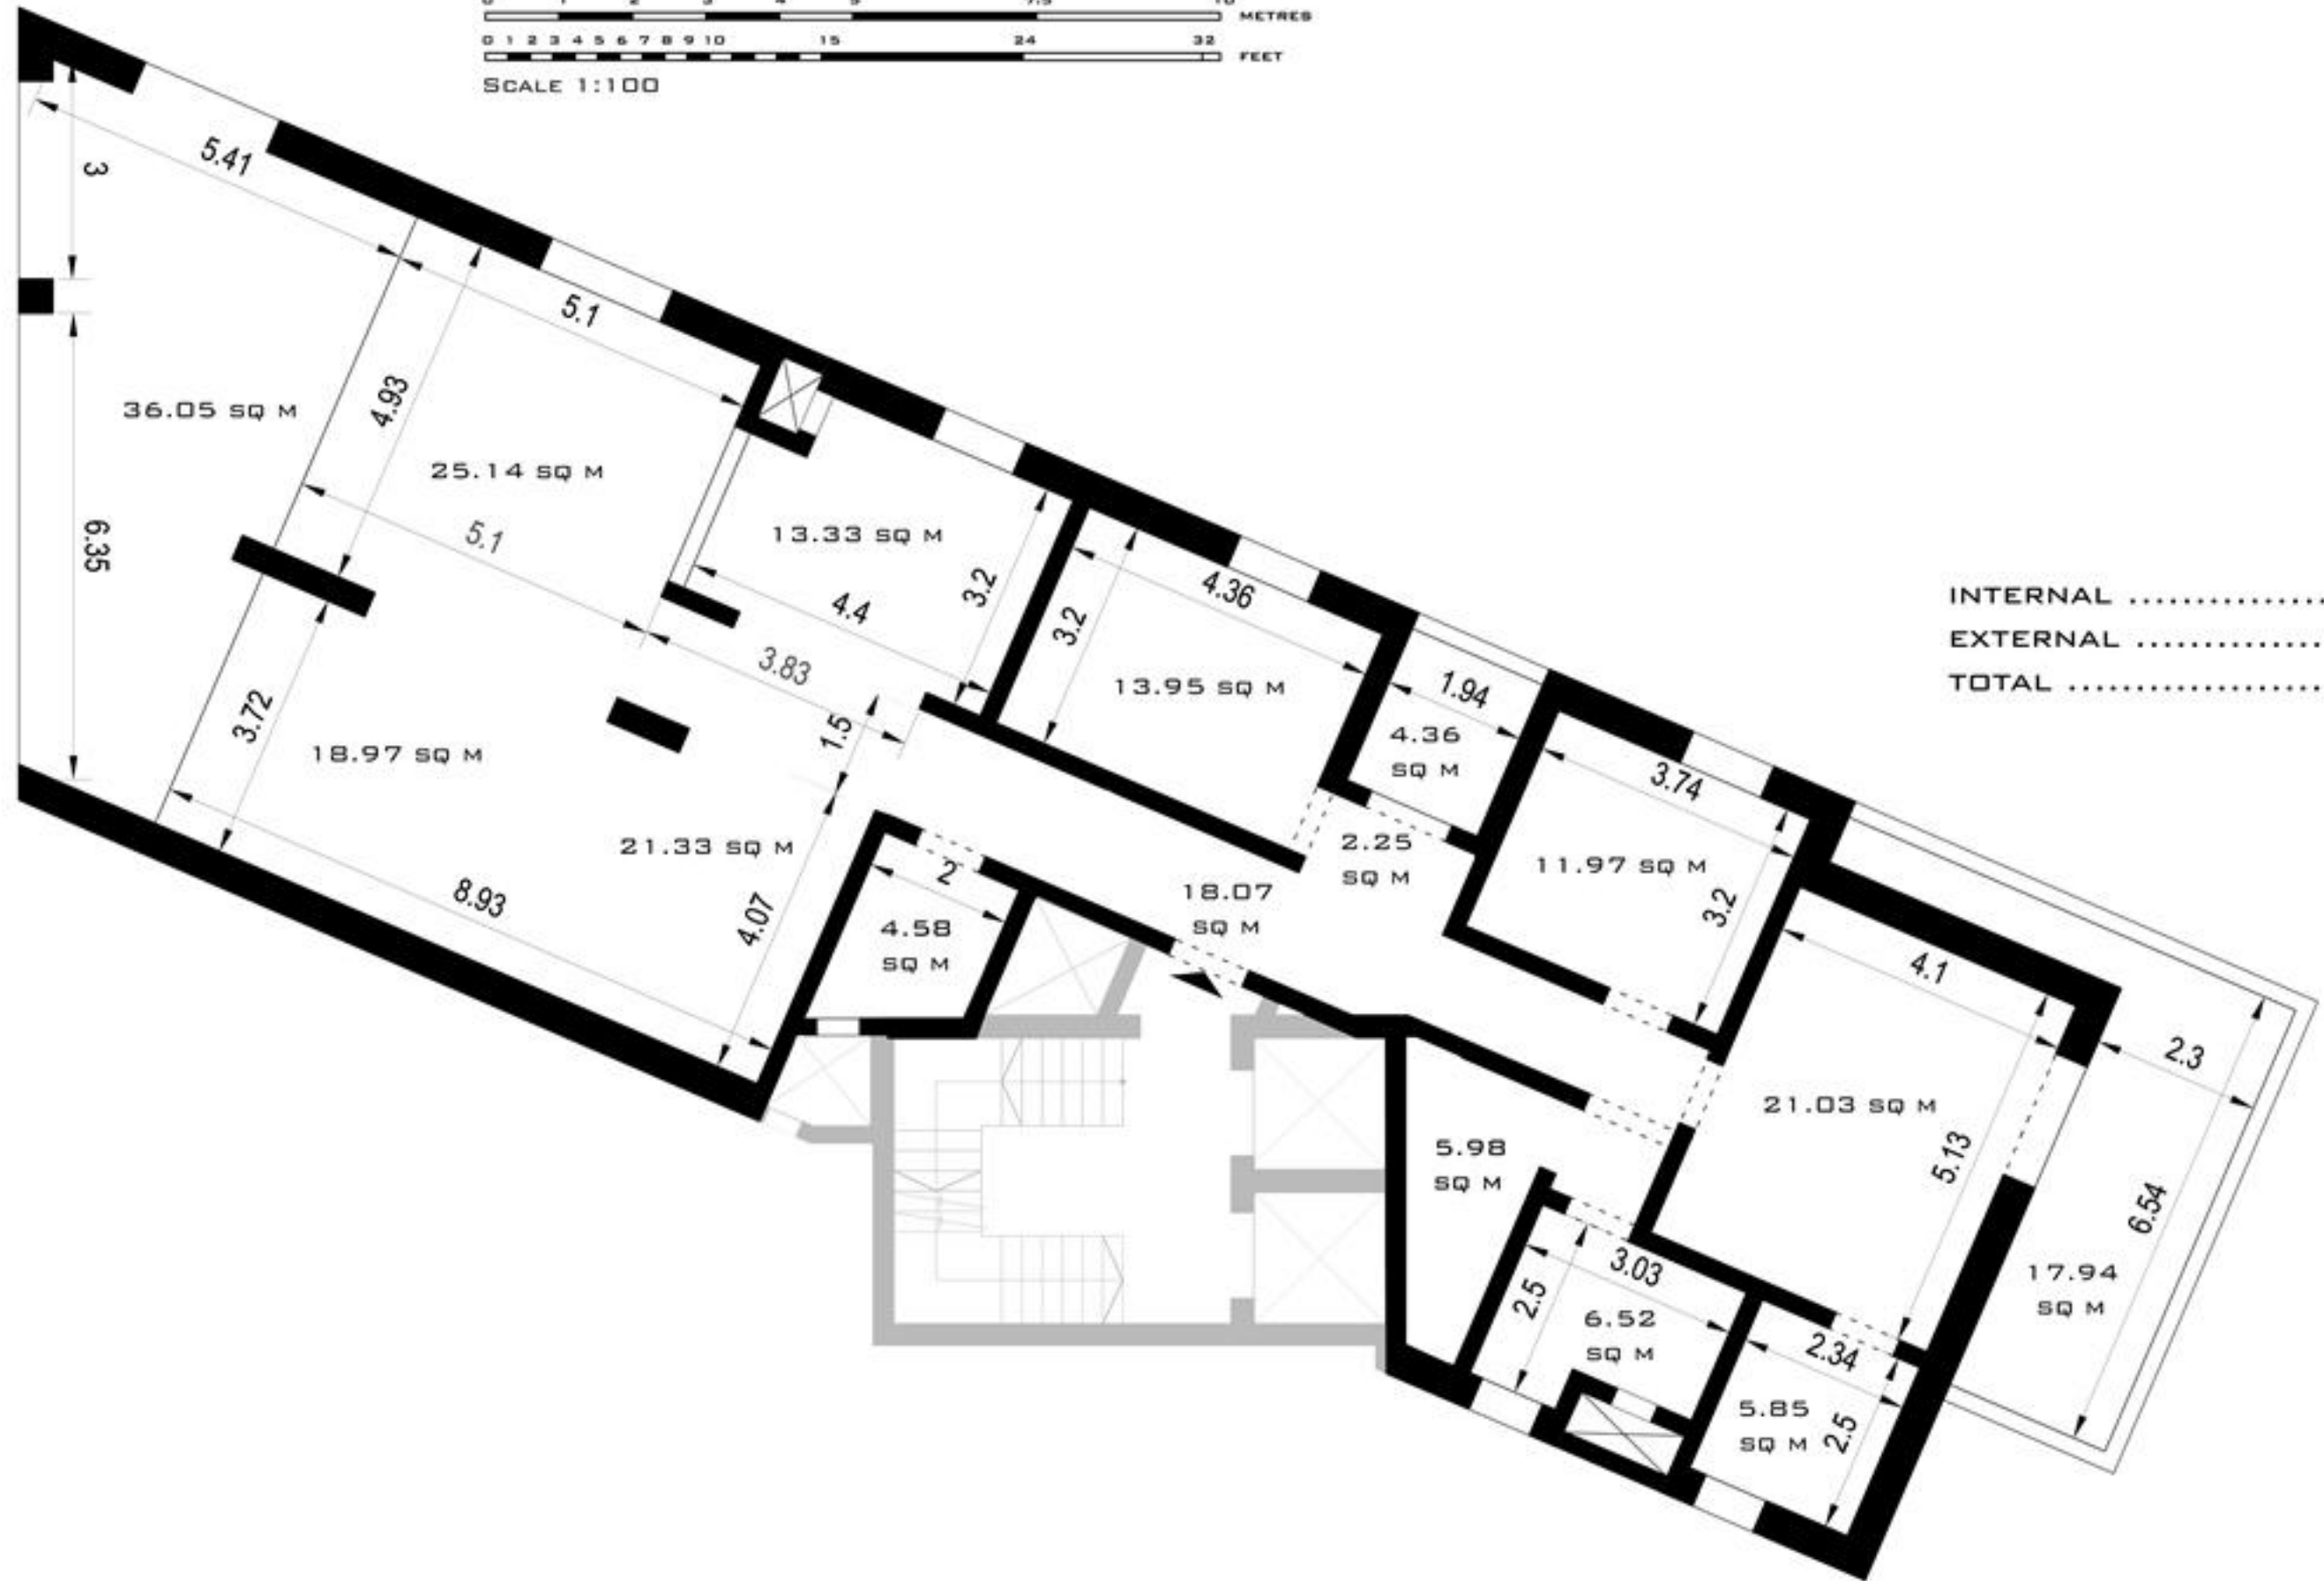 METRES
0 1 2 3 4 5 6 7 8 9 10 15 24 32 FEET
SCALE 1:100
5.41
3
5.1
4.93
36.05 SQ M
25.14 SQ M
5.1
13.33 SQ M
3.2
6.35
4.4
4.36
3.2
INTERNAL ...............
EXTERNAL ..............
TOTAL ...................
3.83
13.95 SQ M
1.94
3.72
1.5
4.36
SQ M
18.97 SQ M
3.74
21.33 SQ M
2.25
SQ M
11.97 SQ M
2
18.07
SQ M
3.2
8.93
4.07
4.58
SQ M
4.1
2.3
21.03 SQ M
5.98
SQ M
5.13
6.54
3.03
2.5
17.94
SQ M
6.52
SQ M
2.34
5.85
SQ M
2.5